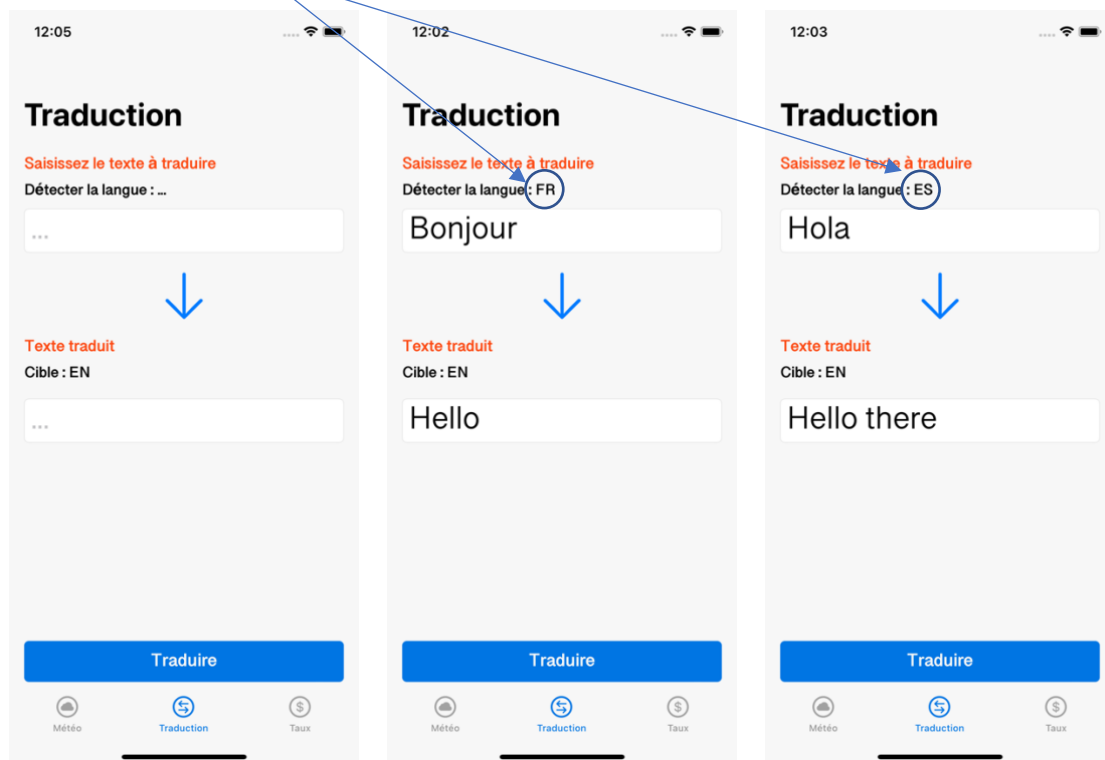 12:05
Traduction
Saisissez le texte à traduire
Détecter la langue : ...
...
Texte traduit
Cible : EN
...
Traduire
Météo
Traduction
Taux
12:02
Traduction
Saisissez le texte à traduire
Détecter la langue : FR
Bonjour
Texte traduit
Cible : EN
Hello
Traduire
Météo
Traduction
Taux
12:03
Traduction
Saisissez le texte à traduire
Détecter la langue : ES
Hola
Texte traduit
Cible : EN
Hello there
Traduire
Météo
Traduction
Taux